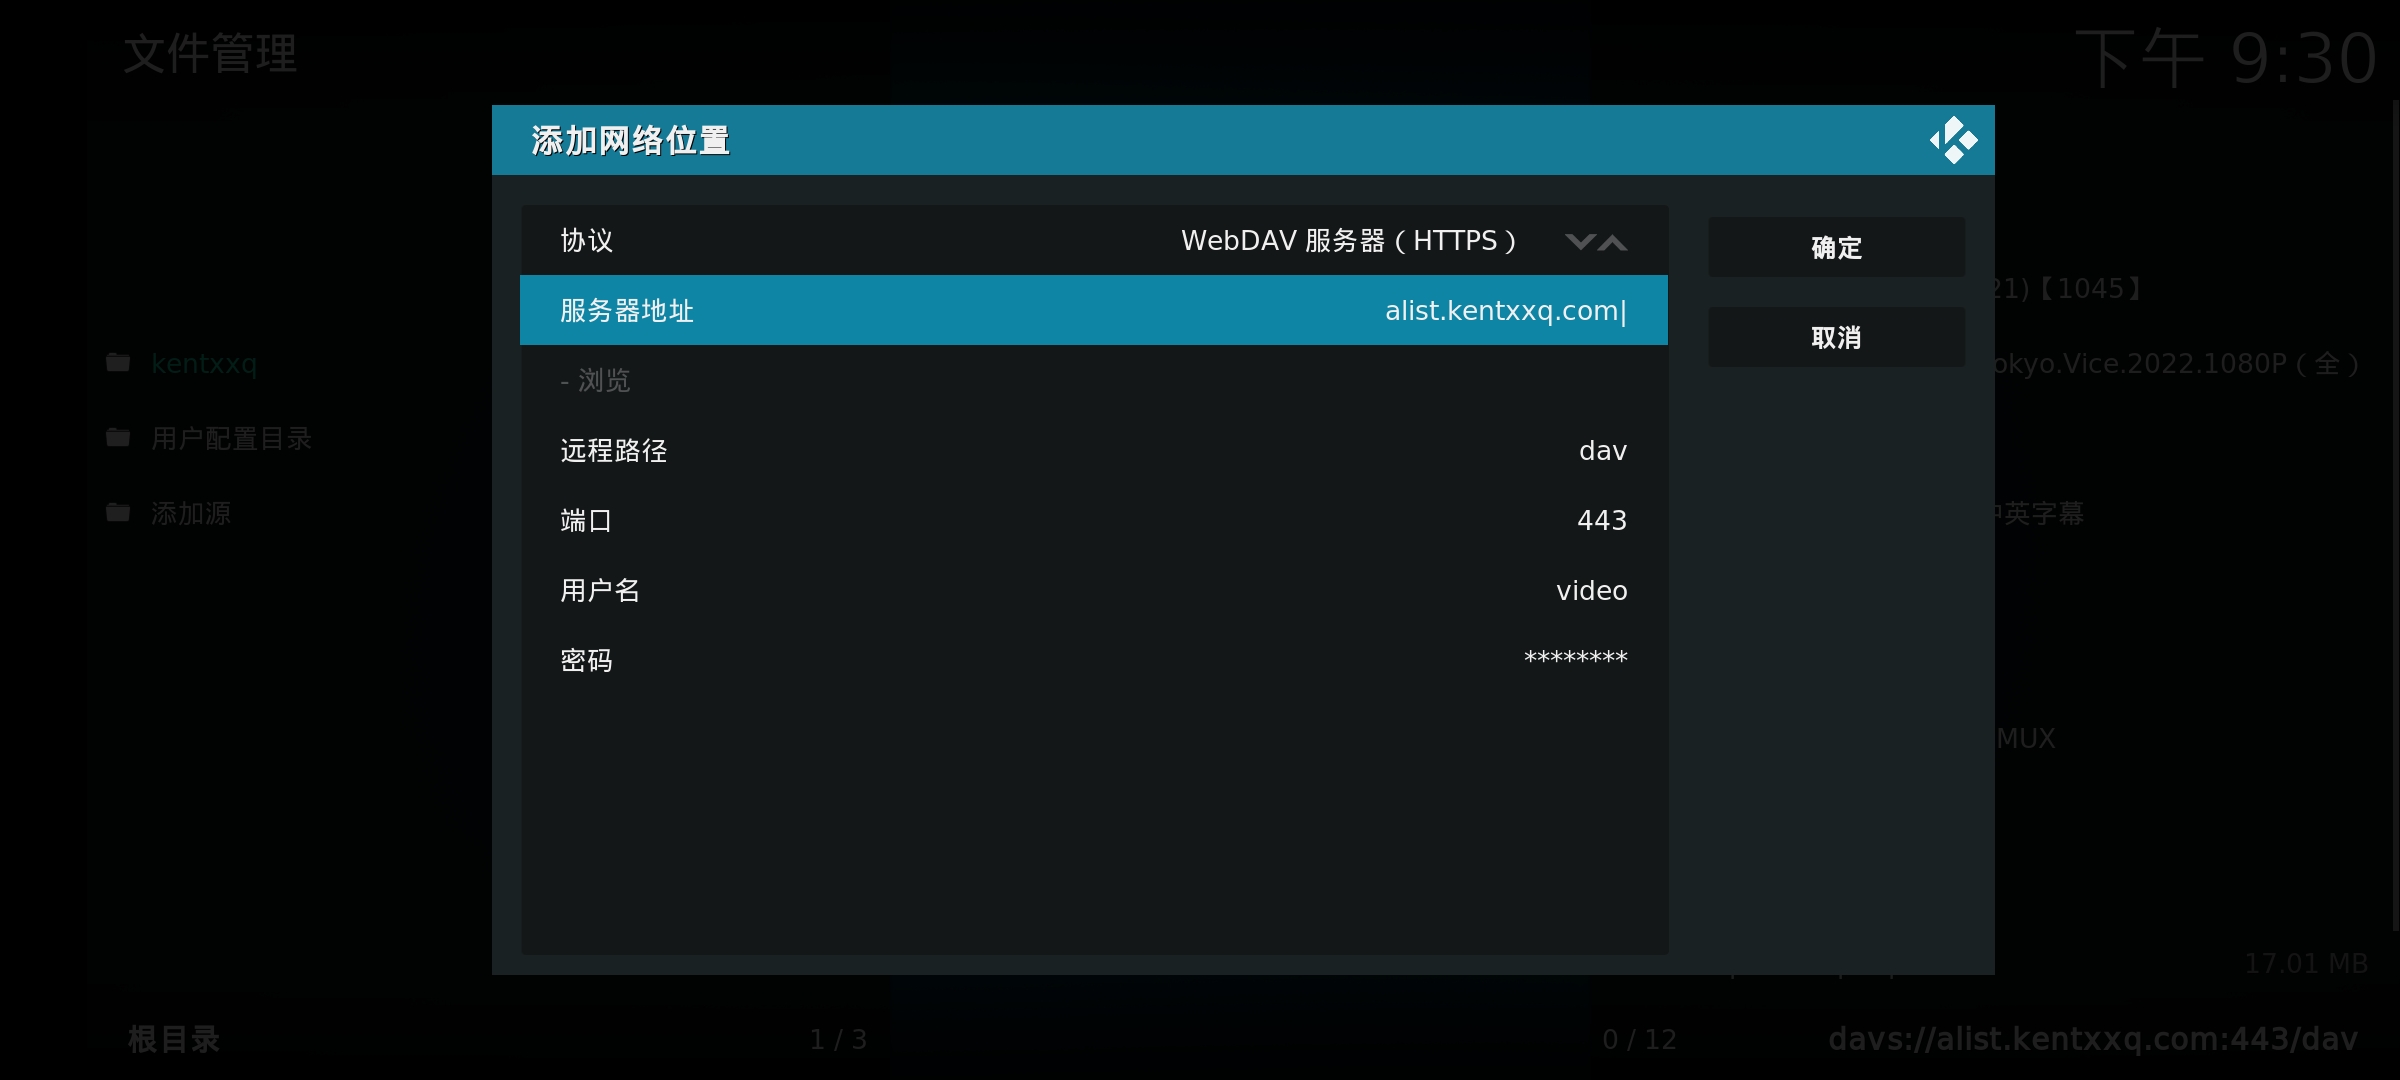 文件管理
下午 9:30
添加网络位置
协议 WebDAV 服务器（HTTPS）
确定
服务器地址 alist.kentxxq.com|
取消
- 浏览
远程路径 dav
端口 443
用户名 video
密码 ********
21)【1045】
kentxxq
okyo.Vice.2022.1080P（全）
用户配置目录
添加源
英字幕
MUX
17.01 MB
根目录
1 / 3
0 / 12
davs://alist.kentxxq.com:443/dav